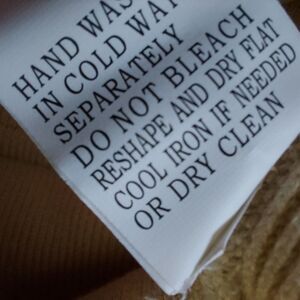 HAND WAS
IN COLD WAT
SEPARATELY
DO NOT BLEACH
RESHAPE AND DRY FLAT
COOL IRON IF NEEDED
OR DRY CLEAN